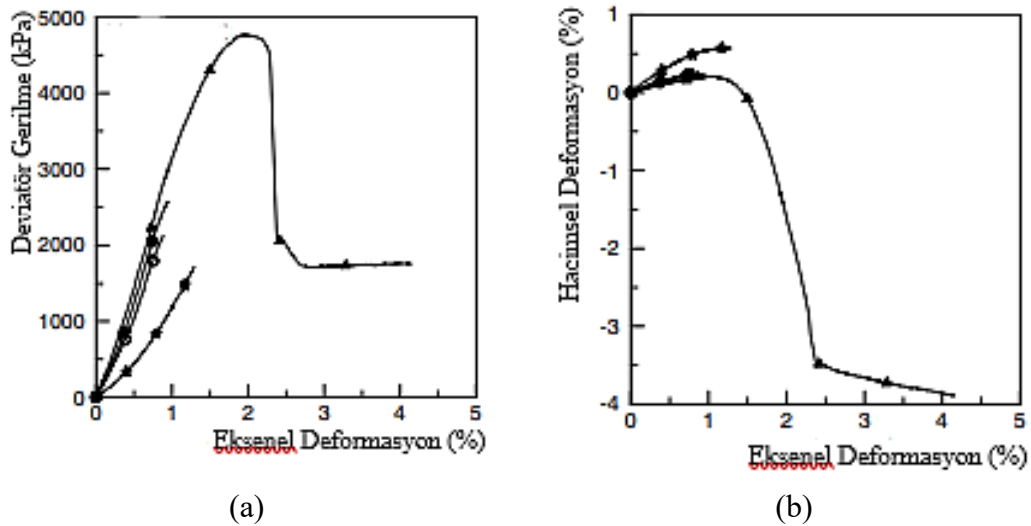 Deviatör Gerilme (kPa)
5000
4000
3000
2000
1000
0
0 1 2 3 4 5
Eksenel Deformasyon (%)
(a)
Hacimsel Deformasyon (%)
1
0
-1
-2
-3
-4
0 1 2 3 4 5
Eksenel Deformasyon (%)
(b)